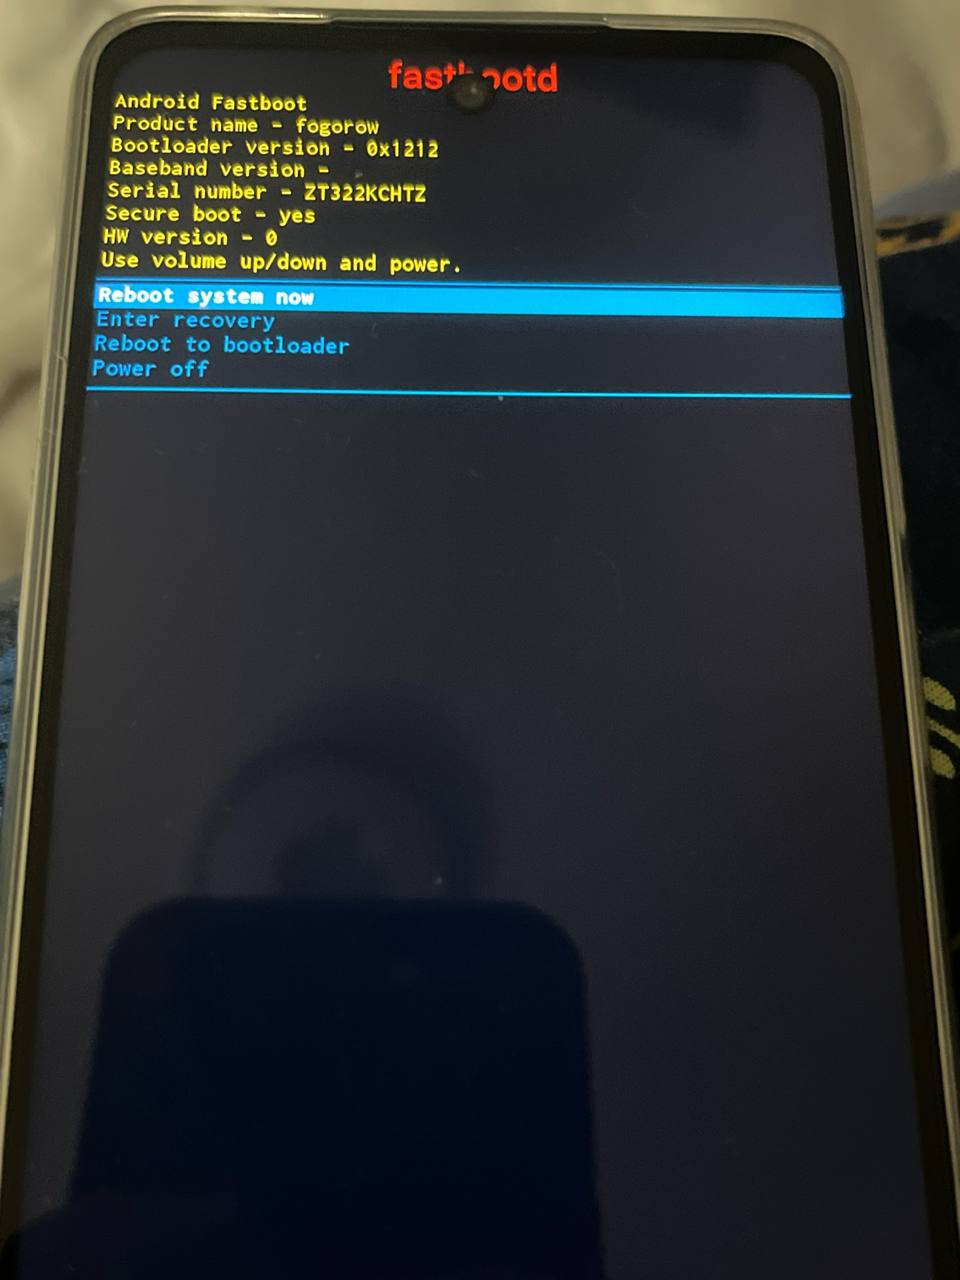 fastbootd
Android Fastboot
Product name - fogorow
Bootloader version - 0x1212
Baseband version -
Serial number - ZT322KCHTZ
Secure boot - yes
HW version - 0
Use volume up/down and power.
Reboot system now
Enter recovery
Reboot to bootloader
Power off